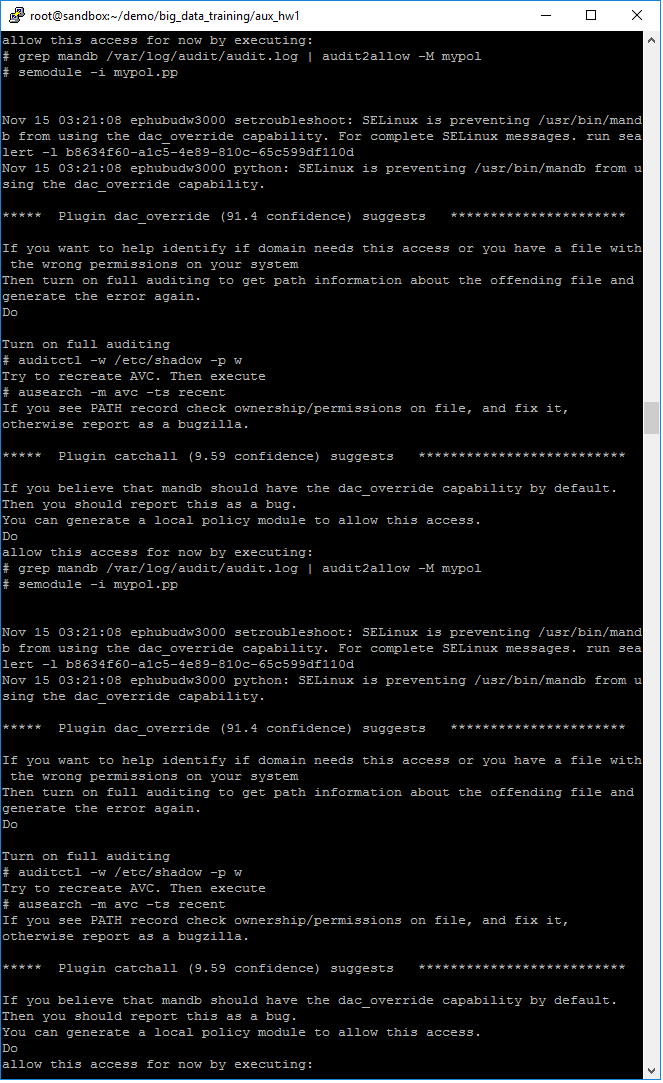 root@sandbox:~/demo/big_data_training/aux_hw1
allow this access for now by executing:
# grep mandb /var/log/audit/audit.log | audit2allow -M mypol
# semodule -i mypol.pp
Nov 15 03:21:08 ephubudw3000 setroubleshoot: SELinux is preventing /usr/bin/mand
b from using the dac_override capability. For complete SELinux messages. run sea
lert -l b8634f60-a1c5-4e89-810c-65c599df110d
Nov 15 03:21:08 ephubudw3000 python: SELinux is preventing /usr/bin/mandb from u
sing the dac_override capability.
*****  Plugin dac_override (91.4 confidence) suggests   **********************
If you want to help identify if domain needs this access or you have a file with
 the wrong permissions on your system
Then turn on full auditing to get path information about the offending file and
generate the error again.
Do
Turn on full auditing
# auditctl -w /etc/shadow -p w
Try to recreate AVC. Then execute
# ausearch -m avc -ts recent
If you see PATH record check ownership/permissions on file, and fix it,
otherwise report as a bugzilla.
*****  Plugin catchall (9.59 confidence) suggests   **************************
If you believe that mandb should have the dac_override capability by default.
Then you should report this as a bug.
You can generate a local policy module to allow this access.
Do
allow this access for now by executing:
# grep mandb /var/log/audit/audit.log | audit2allow -M mypol
# semodule -i mypol.pp
Nov 15 03:21:08 ephubudw3000 setroubleshoot: SELinux is preventing /usr/bin/mand
b from using the dac_override capability. For complete SELinux messages. run sea
lert -l b8634f60-a1c5-4e89-810c-65c599df110d
Nov 15 03:21:08 ephubudw3000 python: SELinux is preventing /usr/bin/mandb from u
sing the dac_override capability.
*****  Plugin dac_override (91.4 confidence) suggests   **********************
If you want to help identify if domain needs this access or you have a file with
 the wrong permissions on your system
Then turn on full auditing to get path information about the offending file and
generate the error again.
Do
Turn on full auditing
# auditctl -w /etc/shadow -p w
Try to recreate AVC. Then execute
# ausearch -m avc -ts recent
If you see PATH record check ownership/permissions on file, and fix it,
otherwise report as a bugzilla.
*****  Plugin catchall (9.59 confidence) suggests   **************************
If you believe that mandb should have the dac_override capability by default.
Then you should report this as a bug.
You can generate a local policy module to allow this access.
Do
allow this access for now by executing: